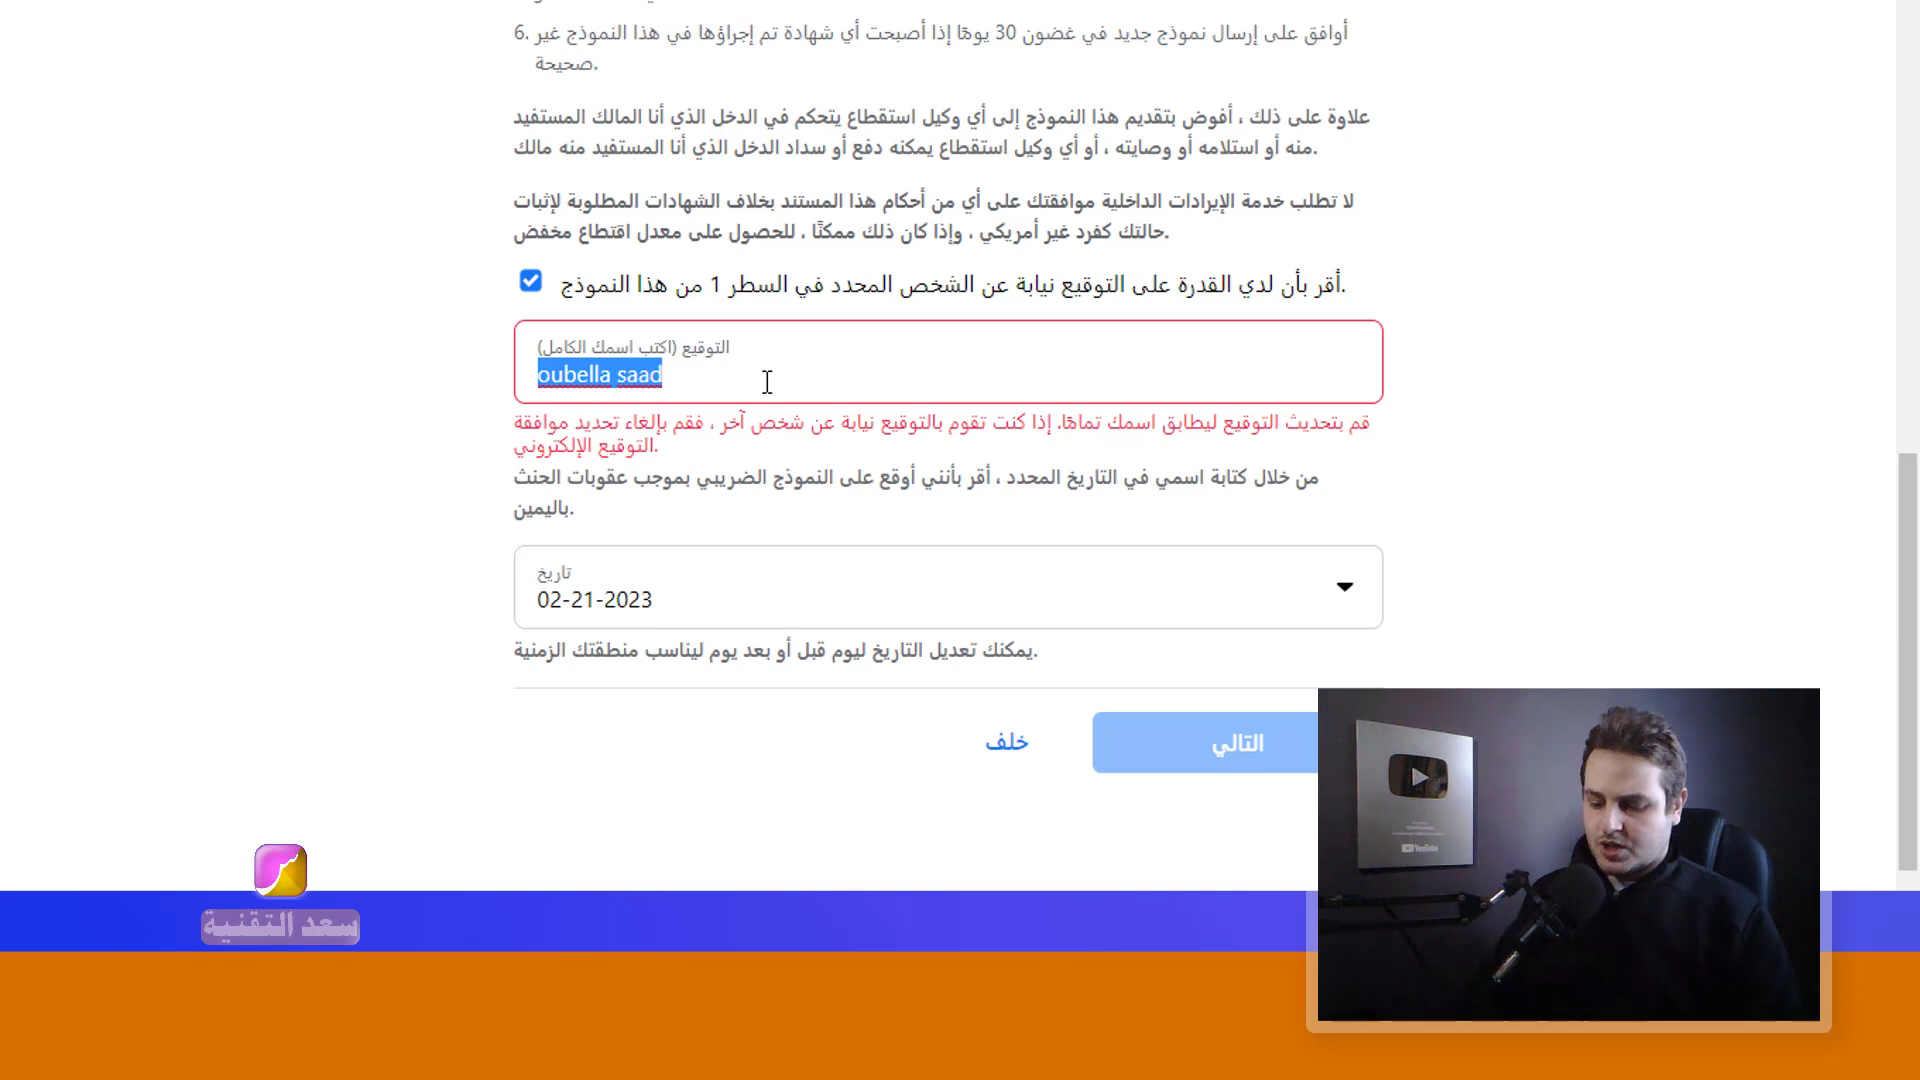 6. أوافق على إرسال نموذج جديد في غضون 30 يومًا إذا أصبحت أي شهادة تم إجراؤها في هذا النموذج غير
صحيحة.
علاوة على ذلك ، أفوض بتقديم هذا النموذج إلى أي وكيل استقطاع يتحكم في الدخل الذي أنا المالك المستفيد
منه أو استلامه أو وصايته ، أو أي وكيل استقطاع يمكنه دفع أو سداد الدخل الذي أنا المستفيد منه مالك.
لا تطلب خدمة الإيرادات الداخلية موافقتك على أي من أحكام هذا المستند بخلاف الشهادات المطلوبة لإثبات
حالتك كفرد غير أمريكي ، وإذا كان ذلك ممكنًا ، للحصول على معدل اقتطاع مخفض.
أقر بأن لدي القدرة على التوقيع نيابة عن الشخص المحدد في السطر 1 من هذا النموذج.
التوقيع (اكتب اسمك الكامل)
oubella saad
قم بتحديث التوقيع ليطابق اسمك تمامًا. إذا كنت تقوم بالتوقيع نيابة عن شخص آخر ، فقم بإلغاء تحديد موافقة
التوقيع الإلكتروني.
من خلال كتابة اسمي في التاريخ المحدد ، أقر بأنني أوقع على النموذج الضريبي بموجب عقوبات الحنث
باليمين.
تاريخ
02-21-2023
يمكنك تعديل التاريخ ليوم قبل أو بعد يوم ليناسب منطقتك الزمنية.
خلف
التالي
YouTube
سعد التقنية